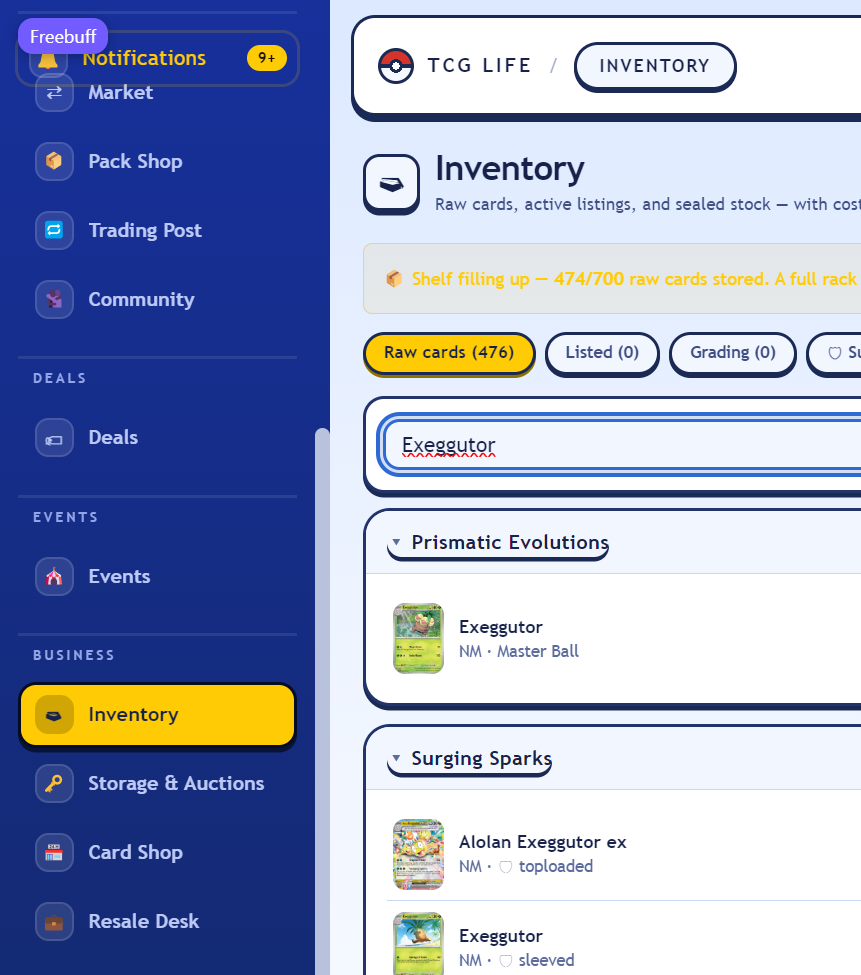 Freebuff
Notifications 9+
Market
Pack Shop
Trading Post
Community
DEALS
Deals
EVENTS
Events
BUSINESS
Inventory
Storage & Auctions
Card Shop
Resale Desk
TCG LIFE / INVENTORY
Inventory
Raw cards, active listings, and sealed stock — with cost
Shelf filling up — 474/700 raw cards stored. A full rack
Raw cards (476) Listed (0) Grading (0) Su
Exeggutor
Prismatic Evolutions
Exeggutor
NM · Master Ball
Surging Sparks
Alolan Exeggutor ex
NM · toploaded
Exeggutor
NM · sleeved